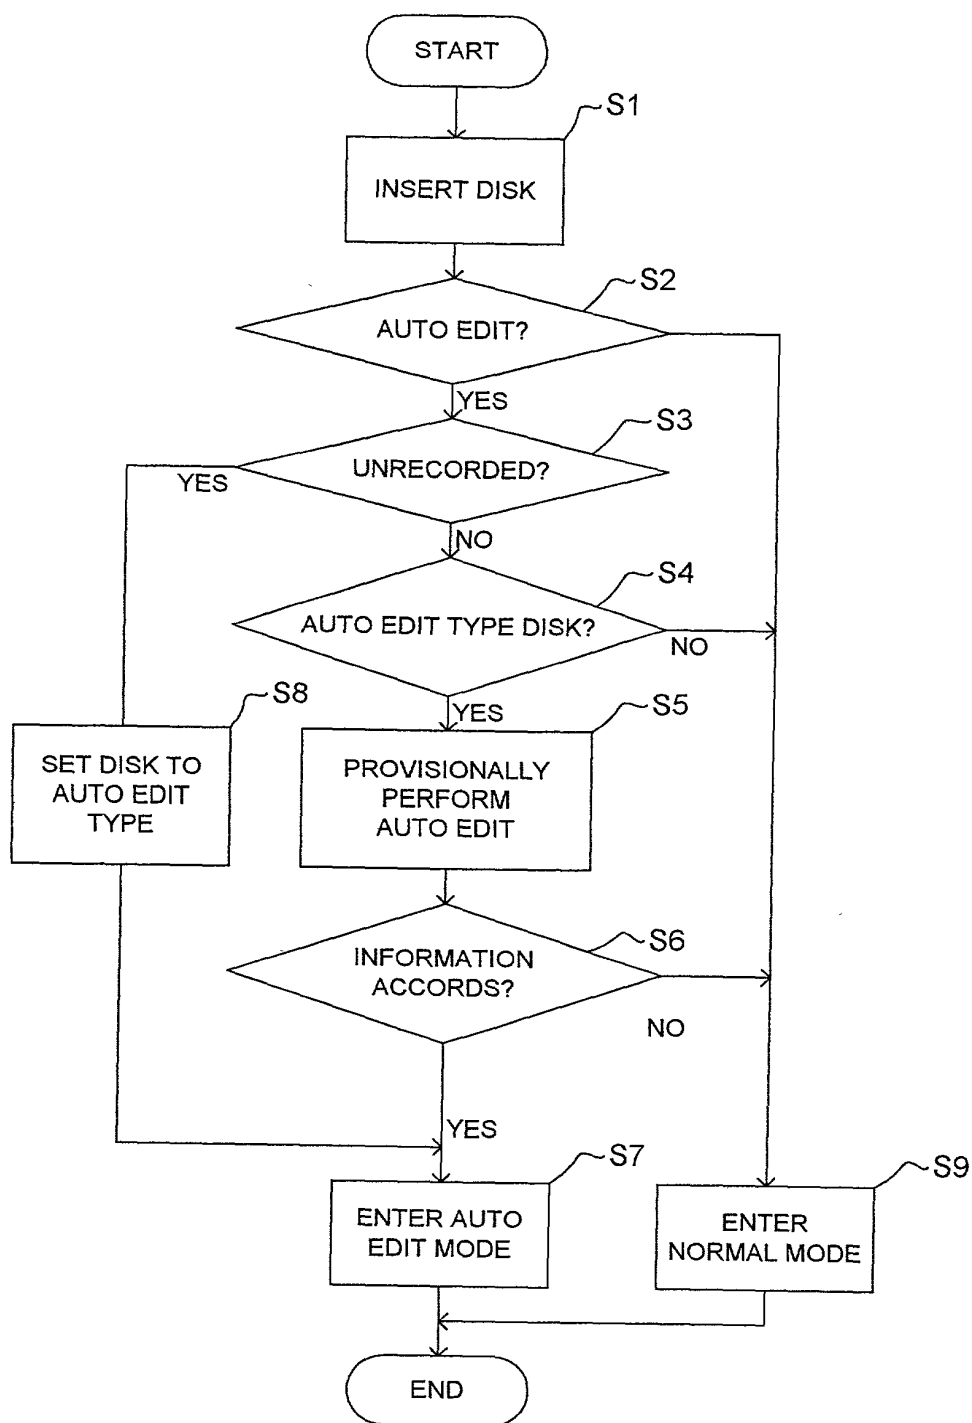 START
S1
INSERT DISK
S2
AUTO EDIT?
YES
S3
UNRECORDED?
YES
NO
S4
AUTO EDIT TYPE DISK?
NO
YES
S8
SET DISK TO
AUTO EDIT
TYPE
S5
PROVISIONALLY
PERFORM
AUTO EDIT
S6
INFORMATION
ACCORDS?
NO
YES
S7
ENTER AUTO
EDIT MODE
S9
ENTER
NORMAL MODE
END